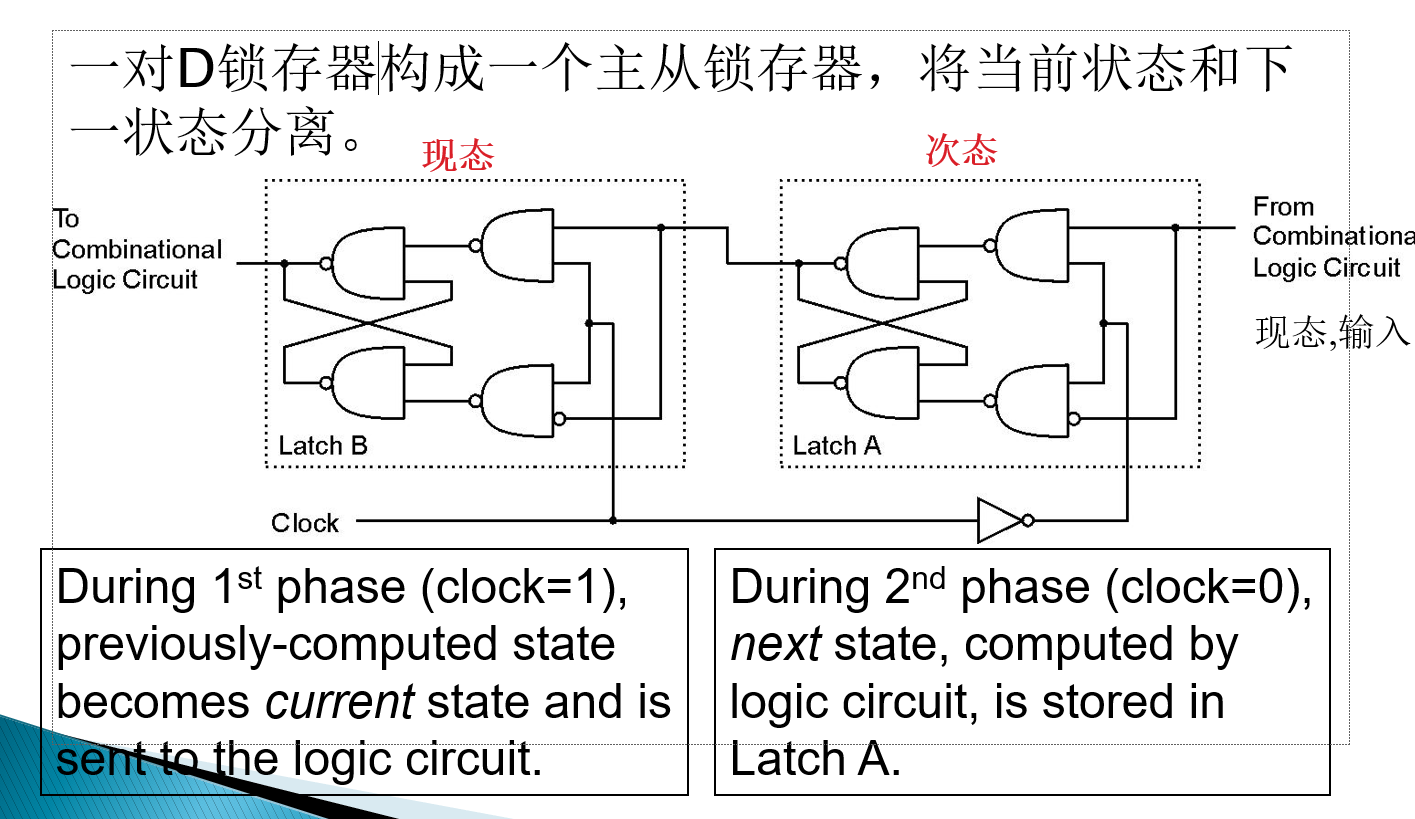 一对D锁存器构成一个主从锁存器，将当前状态和下
一状态分离。
现态
次态
To
Combinational
Logic Circuit
From
Combinationa
Logic Circuit
现态,输入
Latch B
Latch A
Clock
During 1st phase (clock=1),
previously-computed state
becomes current state and is
sent to the logic circuit.
During 2nd phase (clock=0),
next state, computed by
logic circuit, is stored in
Latch A.